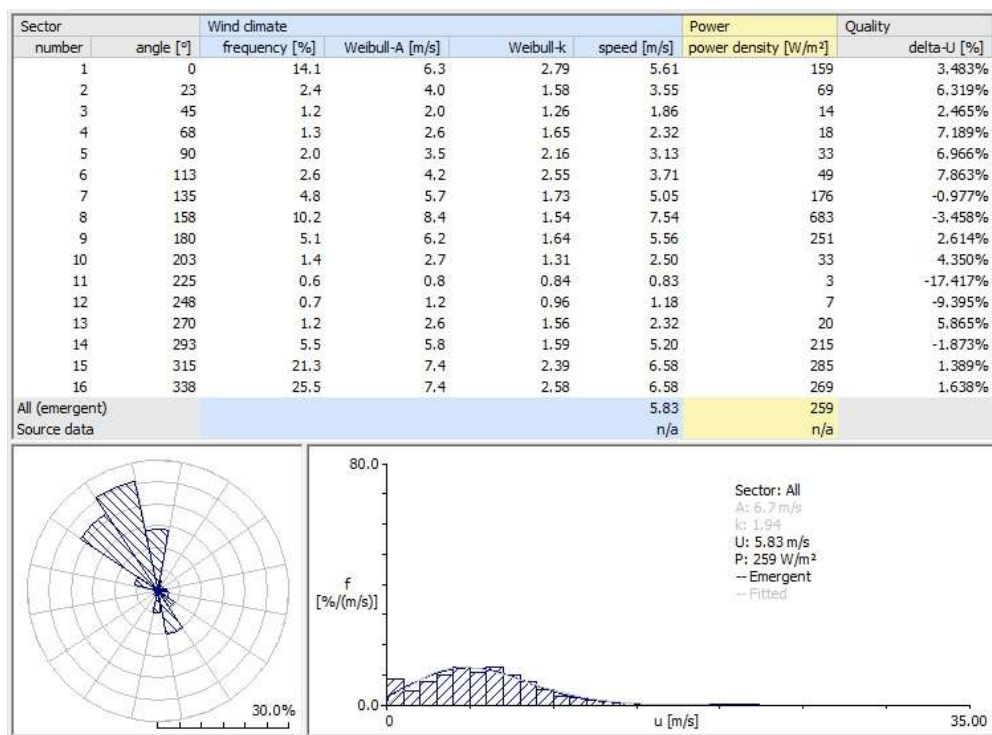 Sector Wind climate Power Quality
number angle [°] frequency [%] Weibull-A [m/s] Weibull-k speed [m/s] power density [W/m²] delta-U [%]
1 0 14.1 6.3 2.79 5.61 159 3.483%
2 23 2.4 4.0 1.58 3.55 69 6.319%
3 45 1.2 2.0 1.26 1.86 14 2.465%
4 68 1.3 2.6 1.65 2.32 18 7.189%
5 90 2.0 3.5 2.16 3.13 33 6.966%
6 113 2.6 4.2 2.55 3.71 49 7.863%
7 135 4.8 5.7 1.73 5.05 176 -0.977%
8 158 10.2 8.4 1.54 7.54 683 -3.458%
9 180 5.1 6.2 1.64 5.56 251 2.614%
10 203 1.4 2.7 1.31 2.50 33 4.350%
11 225 0.6 0.8 0.84 0.83 3 -17.417%
12 248 0.7 1.2 0.96 1.18 7 -9.395%
13 270 1.2 2.6 1.56 2.32 20 5.865%
14 293 5.5 5.8 1.59 5.20 215 -1.873%
15 315 21.3 7.4 2.39 6.58 285 1.389%
16 338 25.5 7.4 2.58 6.58 269 1.638%
All (emergent) 5.83 259
Source data n/a n/a
30.0%
80.0
f
[%/(m/s)]
0.0
0 u [m/s] 35.00
Sector: All
A: 6.7 m/s
k: 1.94
U: 5.83 m/s
P: 259 W/m²
-- Emergent
-- Fitted